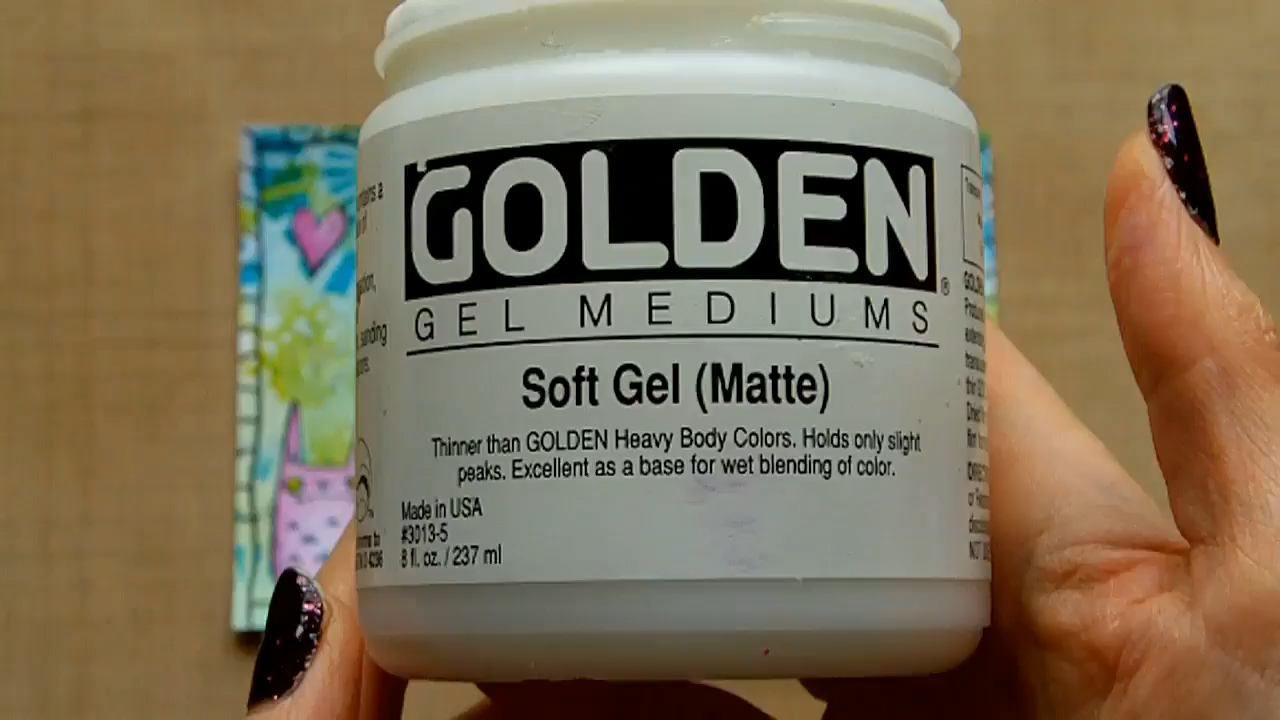 GOLDEN®
GEL MEDIUMS
Soft Gel (Matte)
Thinner than GOLDEN Heavy Body Colors. Holds only slight
peaks. Excellent as a base for wet blending of color.
Made in USA
#3013-5
8 fl. oz. / 237 ml